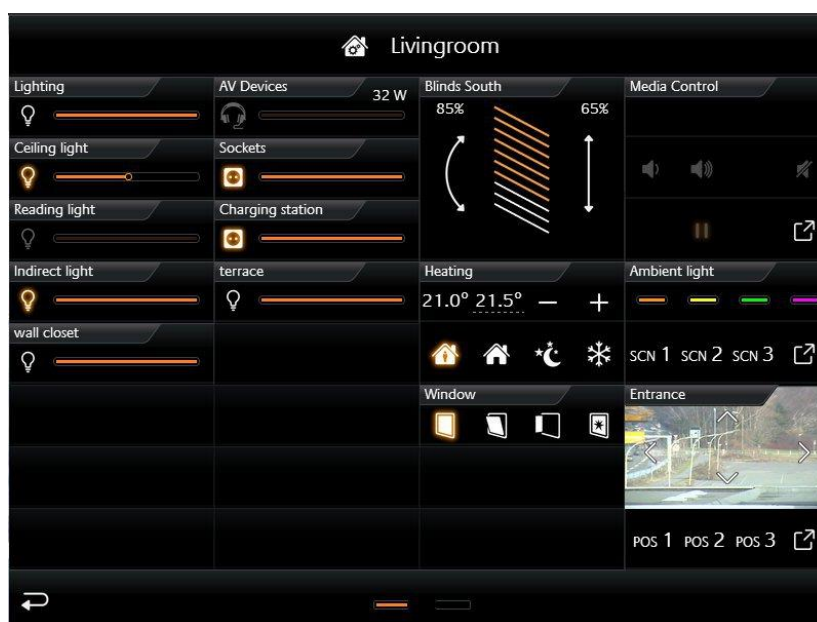 Livingroom
Lighting
AV Devices
32 W
Blinds South
Media Control
85%
65%
Ceiling light
Sockets
Reading light
Charging station
Indirect light
terrace
Heating
Ambient light
21.0° 21.5° — +
wall closet
SCN 1 SCN 2 SCN 3
Window
Entrance
POS 1 POS 2 POS 3